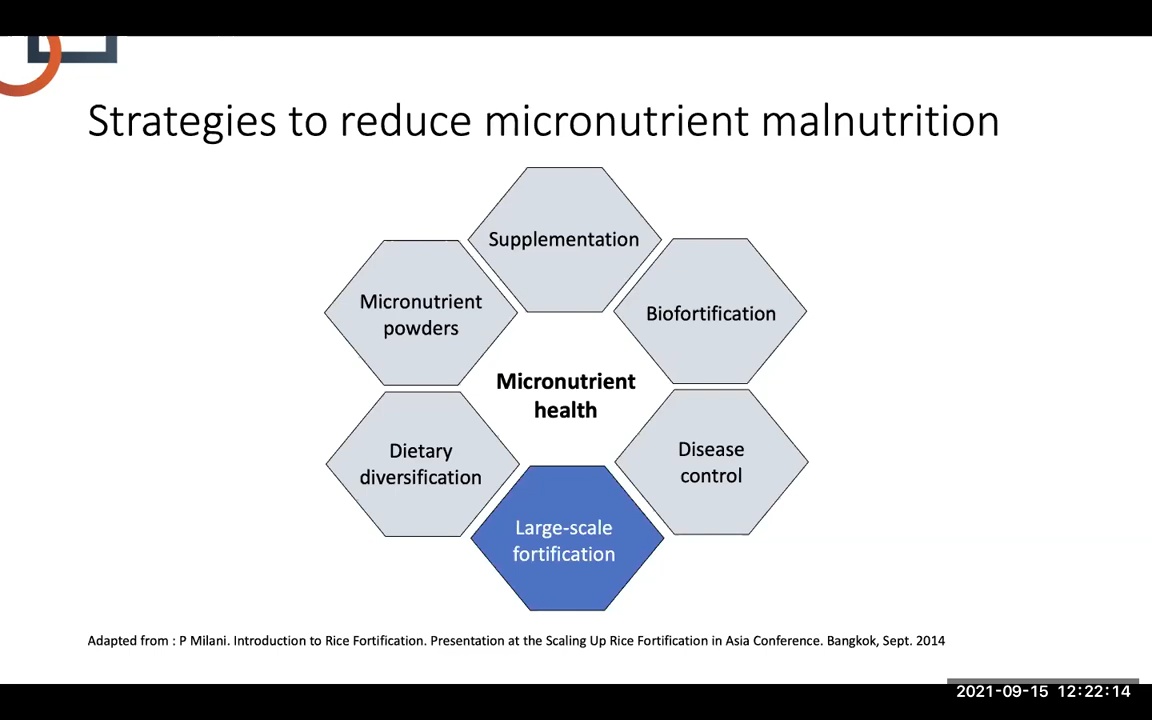 Strategies to reduce micronutrient malnutrition
Supplementation
Micronutrient
powders
Biofortification
Micronutrient
health
Dietary
diversification
Disease
control
Large-scale
fortification
Adapted from : P Milani. Introduction to Rice Fortification. Presentation at the Scaling Up Rice Fortification in Asia Conference. Bangkok, Sept. 2014
2021-09-15 12:22:14